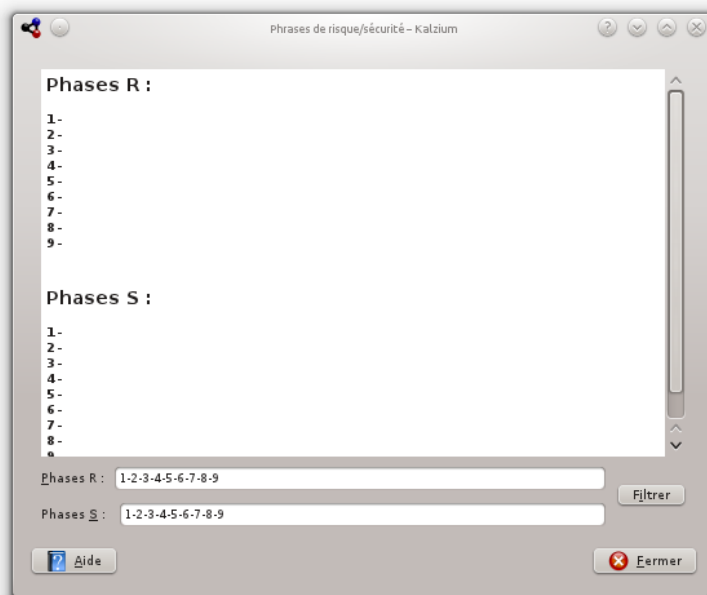 Phrases de risque/sécurité – Kalzium
Phases R :
1-
2-
3-
4-
5-
6-
7-
8-
9-
Phases S :
1-
2-
3-
4-
5-
6-
7-
8-
9
Phases R : 1-2-3-4-5-6-7-8-9
Filtrer
Phases S : 1-2-3-4-5-6-7-8-9
Aide
Fermer